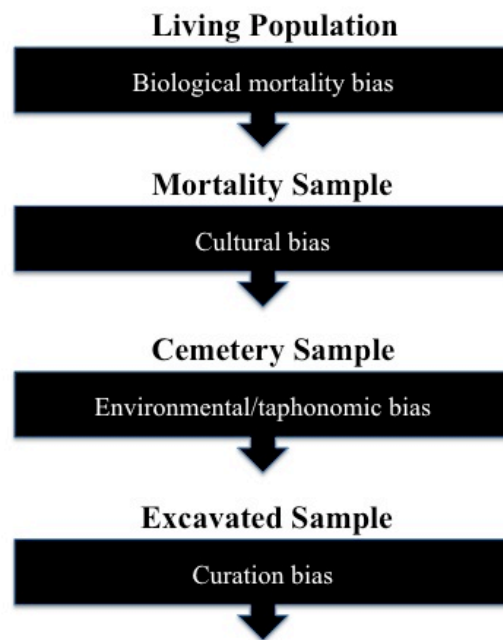 Living Population
Biological mortality bias
Mortality Sample
Cultural bias
Cemetery Sample
Environmental/taphonomic bias
Excavated Sample
Curation bias